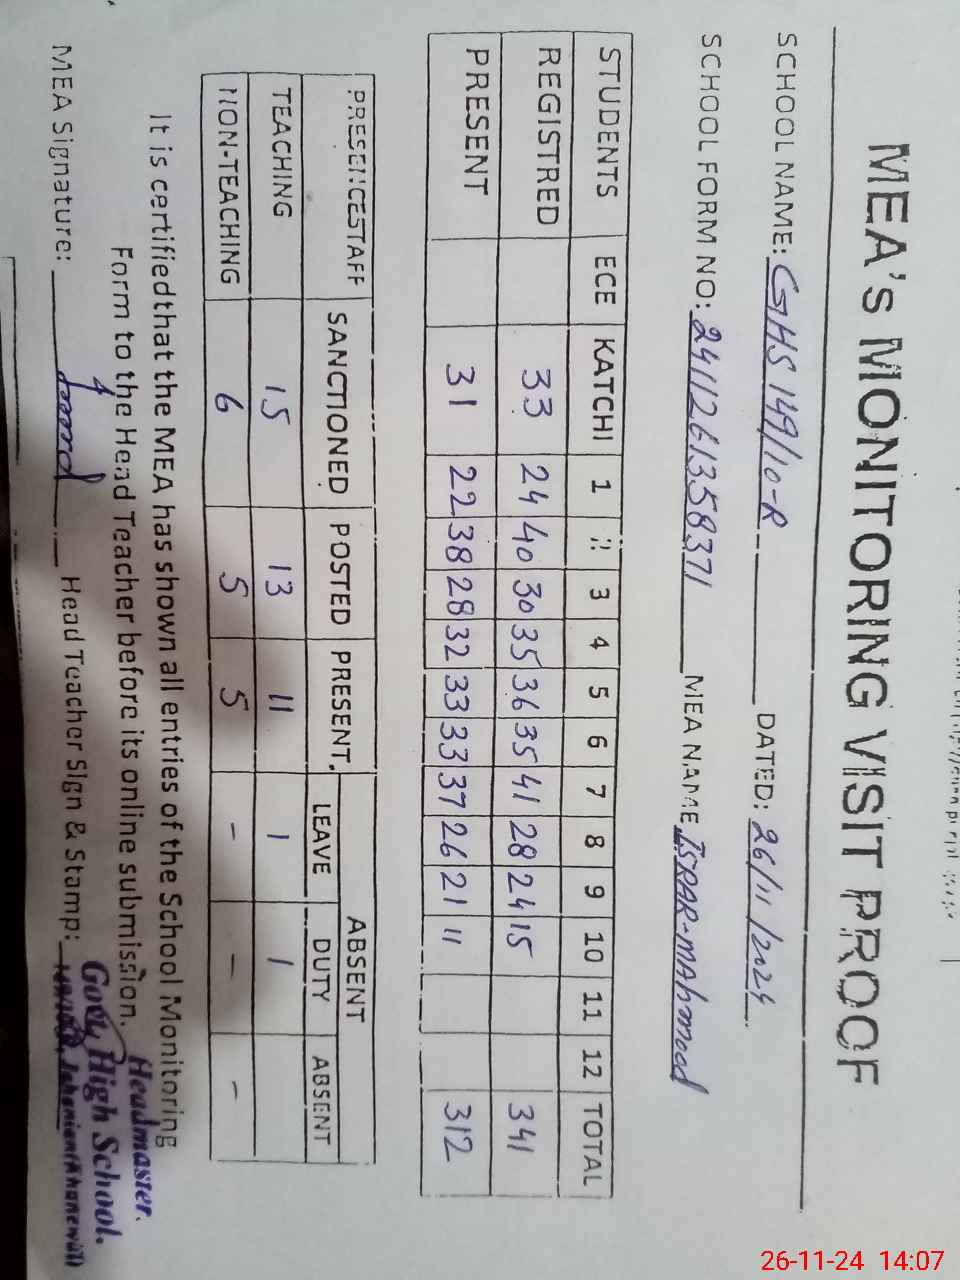 MEA's MONITORING VISIT PROOF
SCHOOL NAME: GHS 149/10-R DATED: 26/11/2024
SCHOOL FORM NO: 241126135 8371 MEA NAME ISRAR-mAhmood
STUDENTS ECE KATCHI 1 2 3 4 5 6 7 8 9 10 11 12 TOTAL
REGISTRED 33 24 40 30 35 36 35 41 28 24 15 341
PRESENT 31 22 38 28 32 33 33 37 26 21 11 312
PRESENCESTAFF SANCTIONED POSTED PRESENT ABSENT
LEAVE DUTY ABSENT
TEACHING 15 13 11 1 1
NON-TEACHING 6 5 5 - - -
It is certified that the MEA has shown all entries of the School Monitoring
Form to the Head Teacher before its online submission.
MEA Signature: Head Teacher Sign & Stamp:
Headmaster.
Govt. High School.
Jahanian(Khanewal)
26-11-24 14:07